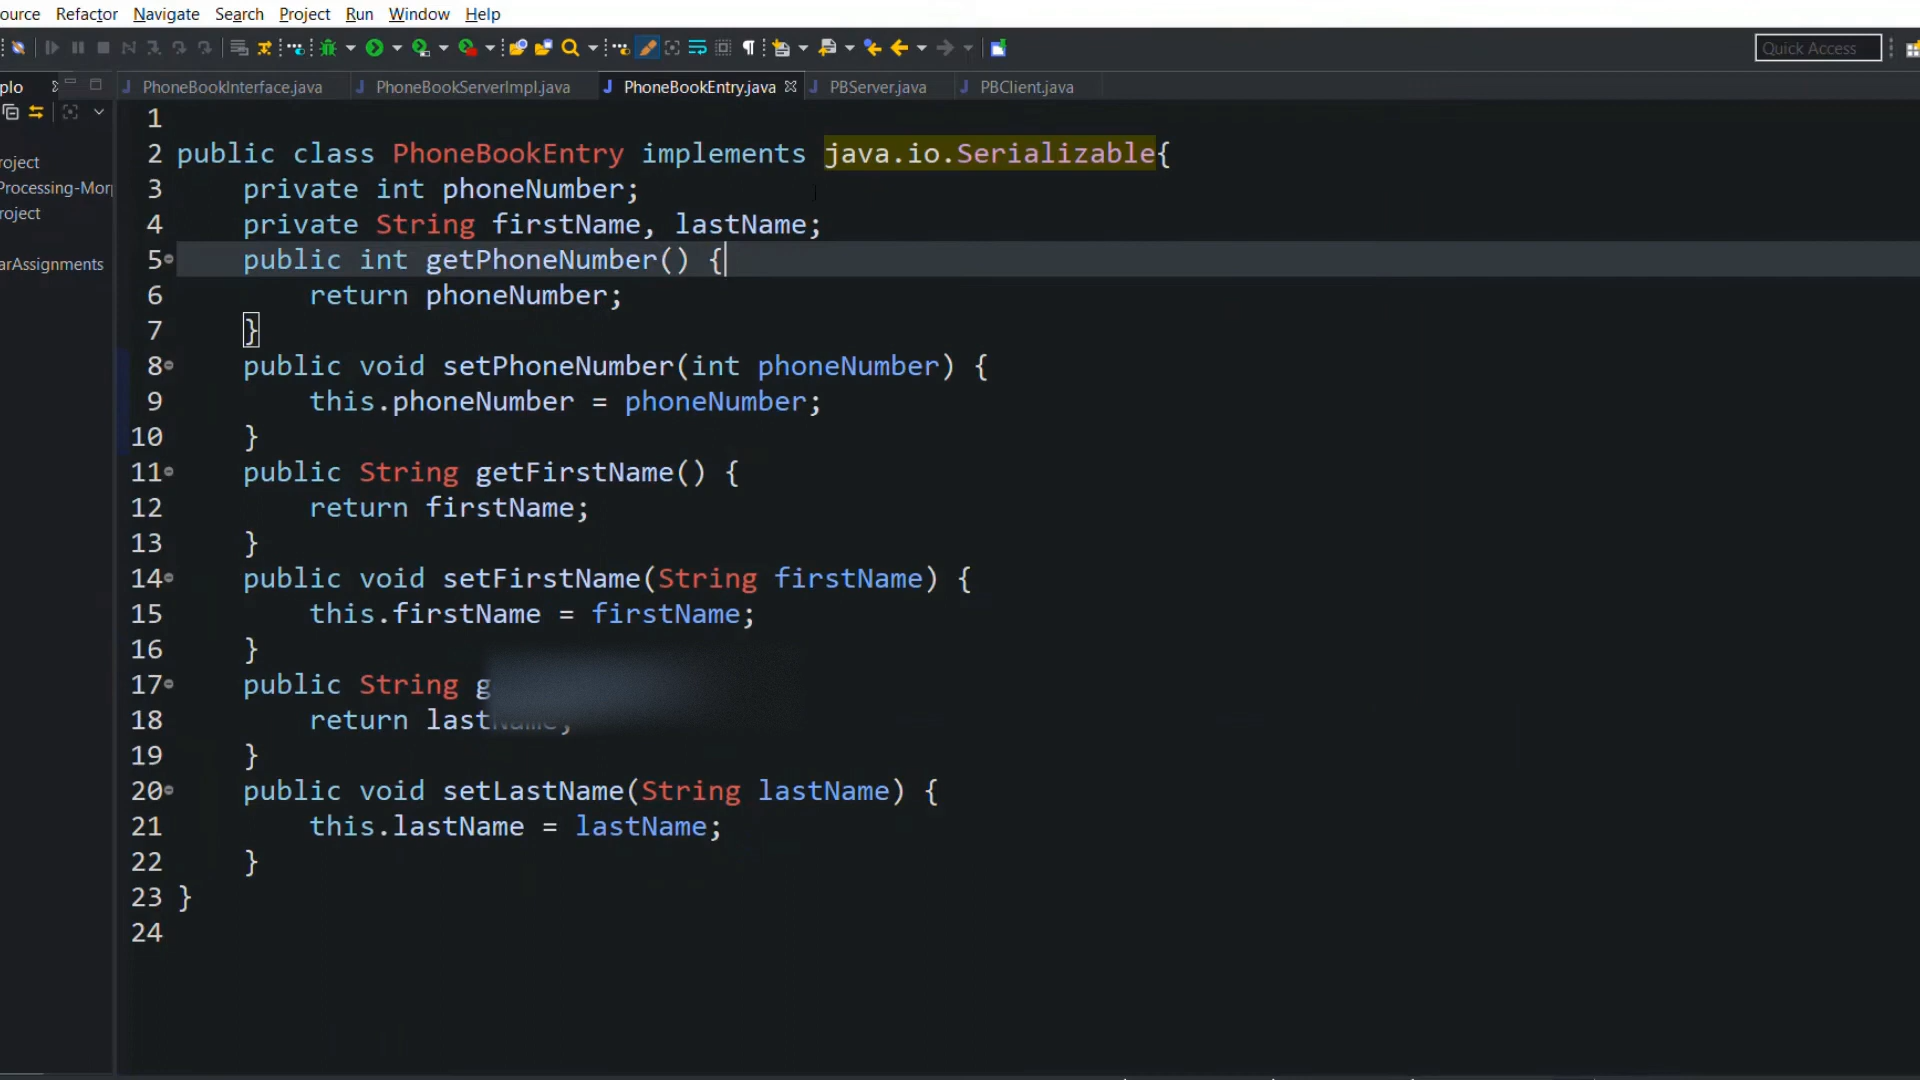 ource Refactor Navigate Search Project Run Window Help
Quick Access
plo PhoneBookInterface.java PhoneBookServerImpl.java PhoneBookEntry.java PBServer.java PBClient.java
roject
Processing-Mor
roject
arAssignments
1
2 public class PhoneBookEntry implements java.io.Serializable{
3 private int phoneNumber;
4 private String firstName, lastName;
5 public int getPhoneNumber() {
6 return phoneNumber;
7 }
8 public void setPhoneNumber(int phoneNumber) {
9 this.phoneNumber = phoneNumber;
10 }
11 public String getFirstName() {
12 return firstName;
13 }
14 public void setFirstName(String firstName) {
15 this.firstName = firstName;
16 }
17 public String g
18 return lastName;
19 }
20 public void setLastName(String lastName) {
21 this.lastName = lastName;
22 }
23 }
24